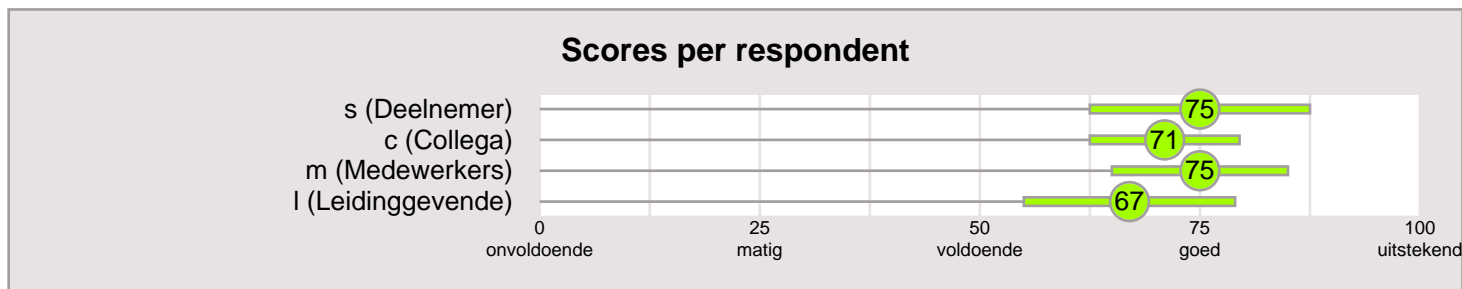 Scores per respondent
s (Deelnemer)
75
c (Collega)
71
m (Medewerkers)
75
l (Leidinggevende)
67
0 25 50 75 100
onvoldoende matig voldoende goed uitstekend